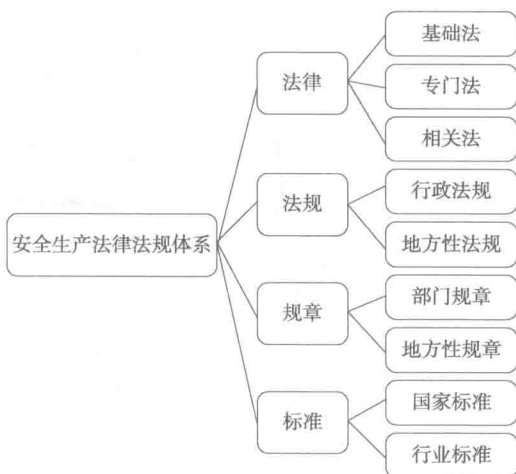 安全生产法律法规体系
法律
基础法
专门法
相关法
法规
行政法规
地方性法规
规章
部门规章
地方性规章
标准
国家标准
行业标准